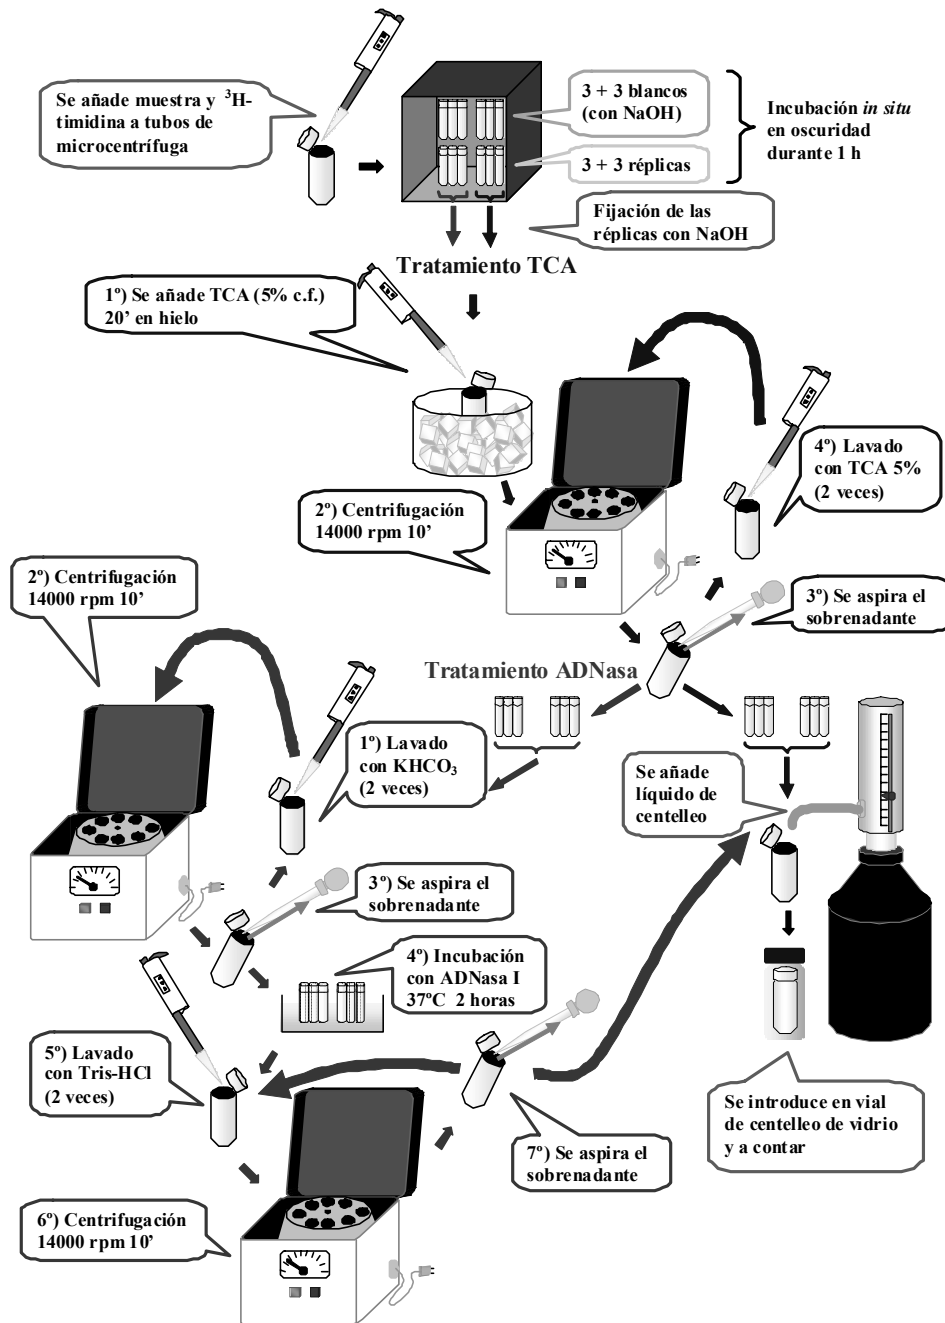 Se añade muestra y ³H-
timidina a tubos de
microcentrífuga
3 + 3 blancos
(con NaOH)
3 + 3 réplicas
Incubación in situ
en oscuridad
durante 1 h
Fijación de las
réplicas con NaOH
Tratamiento TCA
1º) Se añade TCA (5% c.f.)
20’ en hielo
4º) Lavado
con TCA 5%
(2 veces)
2º) Centrifugación
14000 rpm 10’
3º) Se aspira el
sobrenadante
Tratamiento ADNasa
2º) Centrifugación
14000 rpm 10’
1º) Lavado
con KHCO₃
(2 veces)
Se añade
líquido de
centelleo
3º) Se aspira el
sobrenadante
4º) Incubación
con ADNasa I
37ºC 2 horas
5º) Lavado
con Tris-HCl
(2 veces)
7º) Se aspira el
sobrenadante
Se introduce en vial
de centelleo de vidrio
y a contar
6º) Centrifugación
14000 rpm 10’